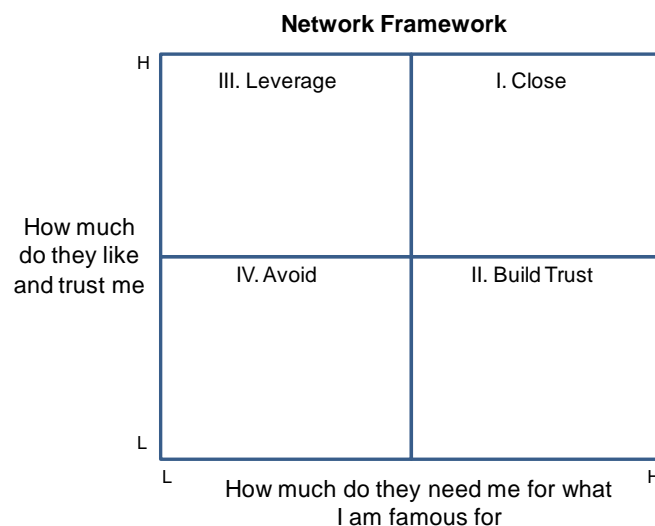 Network Framework
H
III. Leverage
I. Close
How much
do they like
and trust me
IV. Avoid
II. Build Trust
L
L
H
How much do they need me for what
I am famous for